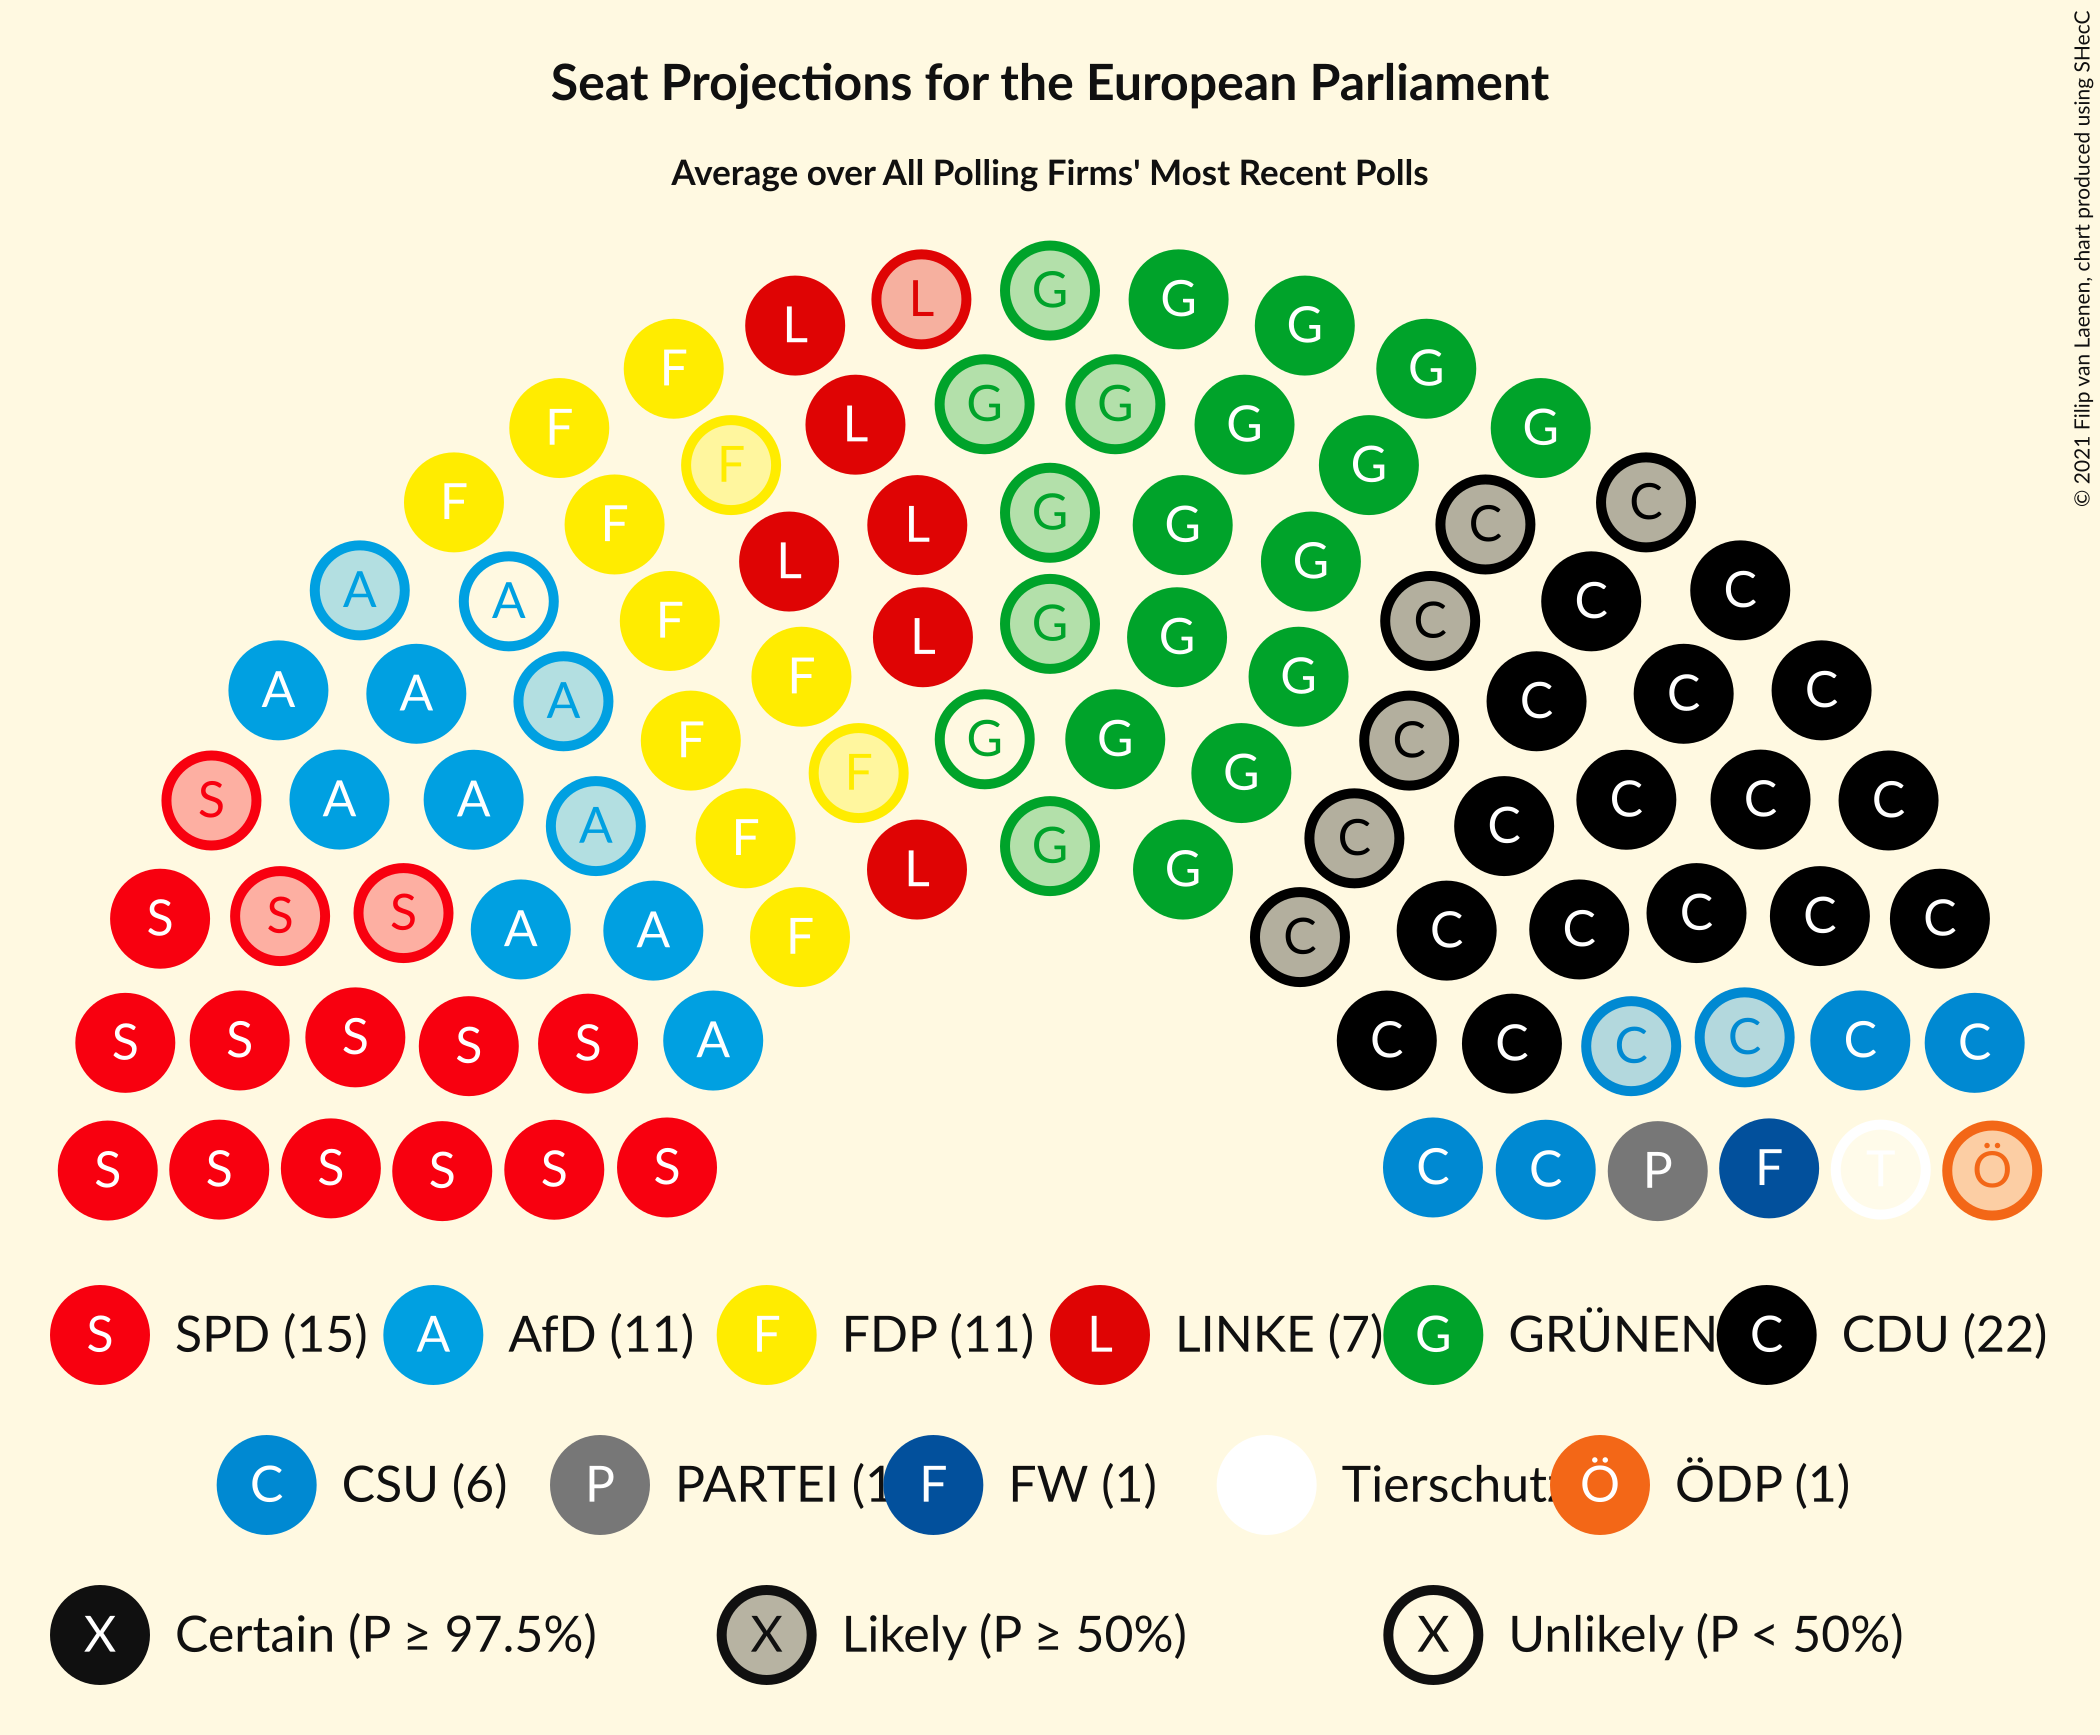 Seat Projections for the European Parliament
Average over All Polling Firms' Most Recent Polls
© 2021 Filip van Laenen, chart produced using SHecC
L G G G
L G
F G
F L G G G G
F F G C
F L G G C
A A F L G C C
A F L G G C C
A A A F F G C C C C
S A A A F F G G G C C C C C
S S S A A F L G G C C C C C C C
S S S S S A C C C C C C
S S S S S S C C P F T Ö
S SPD (15) A AfD (11) F FDP (11) L LINKE (7) G GRÜNEN C CDU (22)
C CSU (6) P PARTEI (1 F FW (1) Tierschutz Ö ÖDP (1)
X Certain (P ≥ 97.5%) X Likely (P ≥ 50%) X Unlikely (P < 50%)